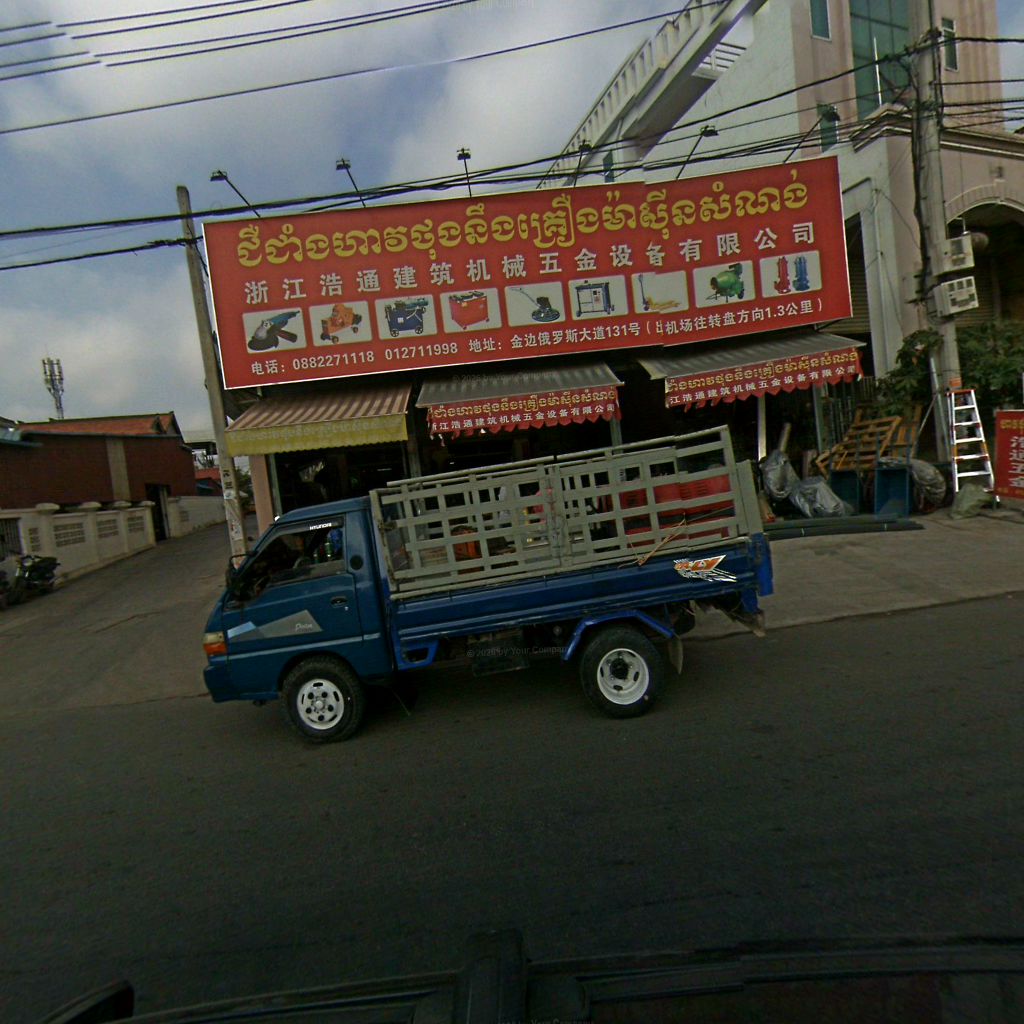 ជឺជាំងហាវថុងនឹងគ្រឿងម៉ាស៊ីនសំណង់
浙江浩通建筑机械五金设备有限公司
电话：0882271118 012711998 地址：金边俄罗斯大道131号（出机场往转盘方向1.3公里）
江浩通建筑机械五金设备有限公司
江浩通建筑机械五金设备有限公司
HYUNDAI